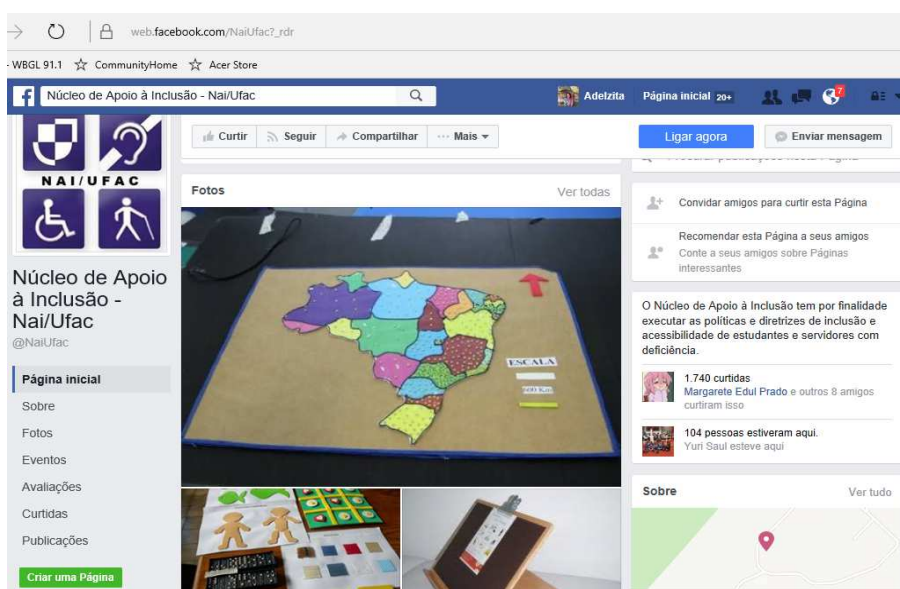 web.facebook.com/NaiUfac?_rdr
- WBGL 91.1 CommunityHome Acer Store
Núcleo de Apoio à Inclusão - Nai/Ufac
Adelzita
Página inicial 20+
7
Curtir Seguir Compartilhar Mais
Ligar agora
Enviar mensagem
NAI/UFAC
Núcleo de Apoio
à Inclusão -
Nai/Ufac
@NaiUfac
Página inicial
Sobre
Fotos
Eventos
Avaliações
Curtidas
Publicações
Criar uma Página
Fotos
Ver todas
ESCALA
600 Km
Convidar amigos para curtir esta Página
Recomendar esta Página a seus amigos
Conte a seus amigos sobre Páginas
interessantes
O Núcleo de Apoio à Inclusão tem por finalidade
executar as políticas e diretrizes de inclusão e
acessibilidade de estudantes e servidores com
deficiência.
1.740 curtidas
Margarete Edul Prado e outros 8 amigos
curtiram isso
104 pessoas estiveram aqui.
Yuri Saul esteve aqui
Sobre
Ver tudo